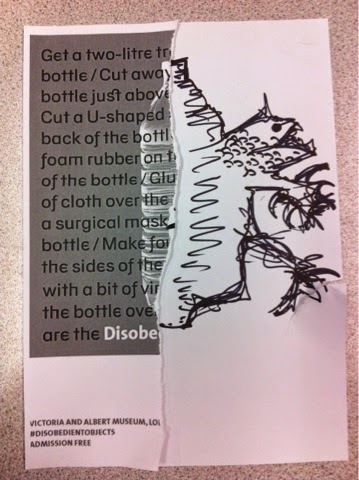 Get a two-litre tr
bottle / Cut away
bottle just above
Cut a U-shaped
back of the bottl
foam rubber on t
of the bottle / Glu
of cloth over the
a surgical mask
bottle / Make fo
the sides of the
with a bit of vin
the bottle ove
are the Disobe
VICTORIA AND ALBERT MUSEUM, LO
#DISOBEDIENTOBJECTS
ADMISSION FREE